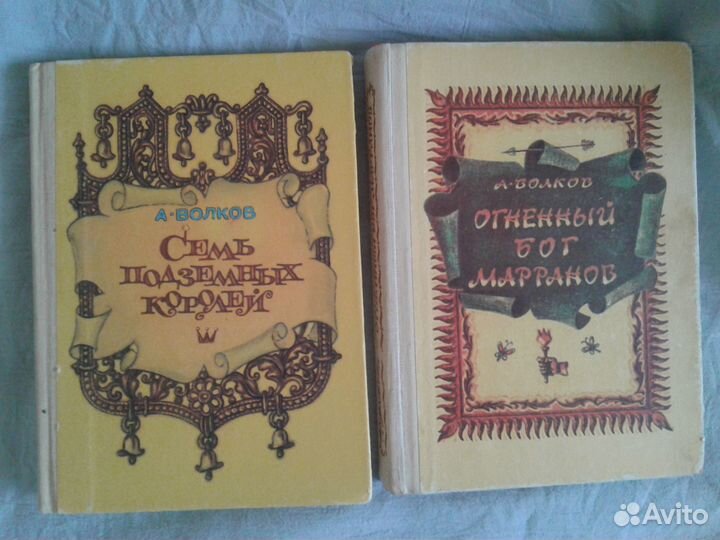 А·ВОЛКОВ
СЕМЬ
ПОДЗЕМНЫХ
КОРОЛЕЙ
А·ВОЛКОВ
ОГНЕННЫЙ
БОГ
МАРРАНОВ
Avito